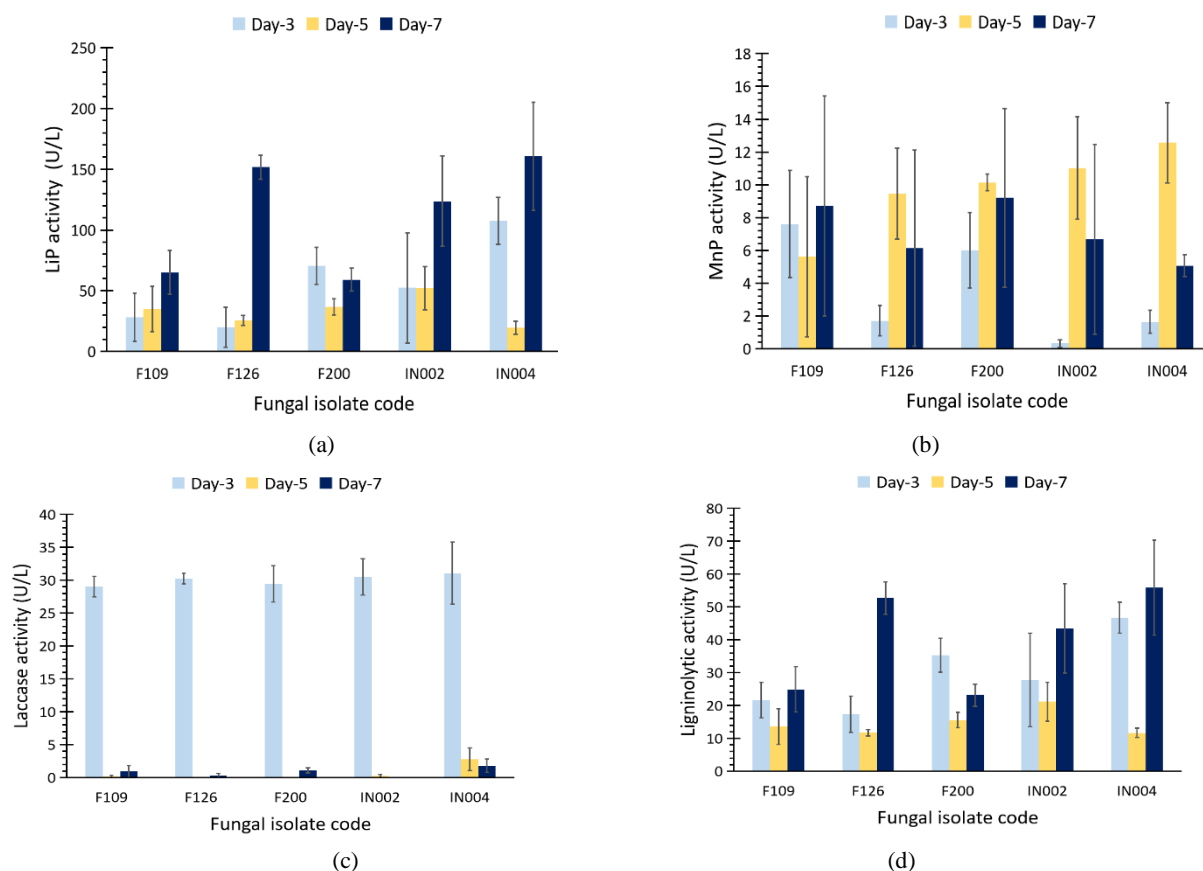 Day-3 Day-5 Day-7
LiP activity (U/L)
250
200
150
100
50
0
F109 F126 F200 IN002 IN004
Fungal isolate code
(a)
Day-3 Day-5 Day-7
MnP activity (U/L)
18
16
14
12
10
8
6
4
2
0
F109 F126 F200 IN002 IN004
Fungal isolate code
(b)
Day-3 Day-5 Day-7
Laccase activity (U/L)
40
35
30
25
20
15
10
5
0
F109 F126 F200 IN002 IN004
Fungal isolate code
(c)
Day-3 Day-5 Day-7
Ligninolytic activity (U/L)
80
70
60
50
40
30
20
10
0
F109 F126 F200 IN002 IN004
Fungal isolate code
(d)